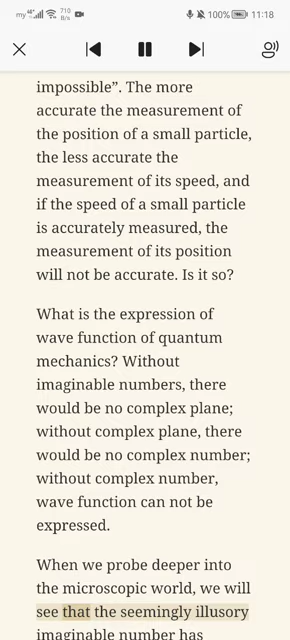 my 4G 710 B/s 100% 11:18
impossible”. The more
accurate the measurement of
the position of a small particle,
the less accurate the
measurement of its speed, and
if the speed of a small particle
is accurately measured, the
measurement of its position
will not be accurate. Is it so?
What is the expression of
wave function of quantum
mechanics? Without
imaginable numbers, there
would be no complex plane;
without complex plane, there
would be no complex number;
without complex number,
wave function can not be
expressed.
When we probe deeper into
the microscopic world, we will
see that the seemingly illusory
imaginable number has